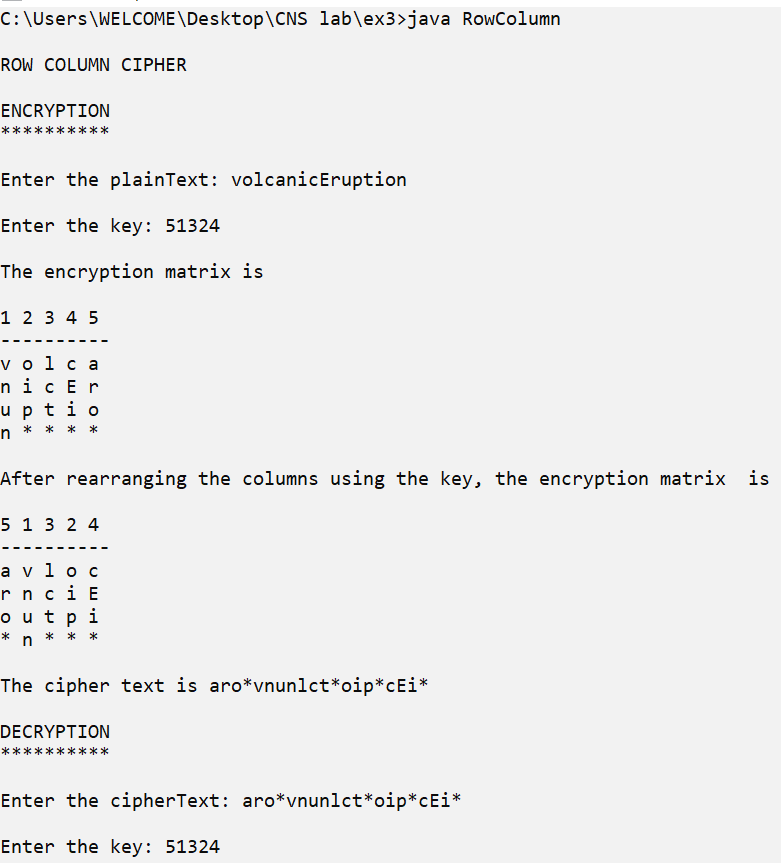 C:\Users\WELCOME\Desktop\CNS lab\ex3>java RowColumn
ROW COLUMN CIPHER
ENCRYPTION
**********
Enter the plainText: volcanicEruption
Enter the key: 51324
The encryption matrix is
1 2 3 4 5
----------
v o l c a
n i c E r
u p t i o
n * * * *
After rearranging the columns using the key, the encryption matrix  is
5 1 3 2 4
----------
a v l o c
r n c i E
o u t p i
* n * * *
The cipher text is aro*vnunlct*oip*cEi*
DECRYPTION
**********
Enter the cipherText: aro*vnunlct*oip*cEi*
Enter the key: 51324